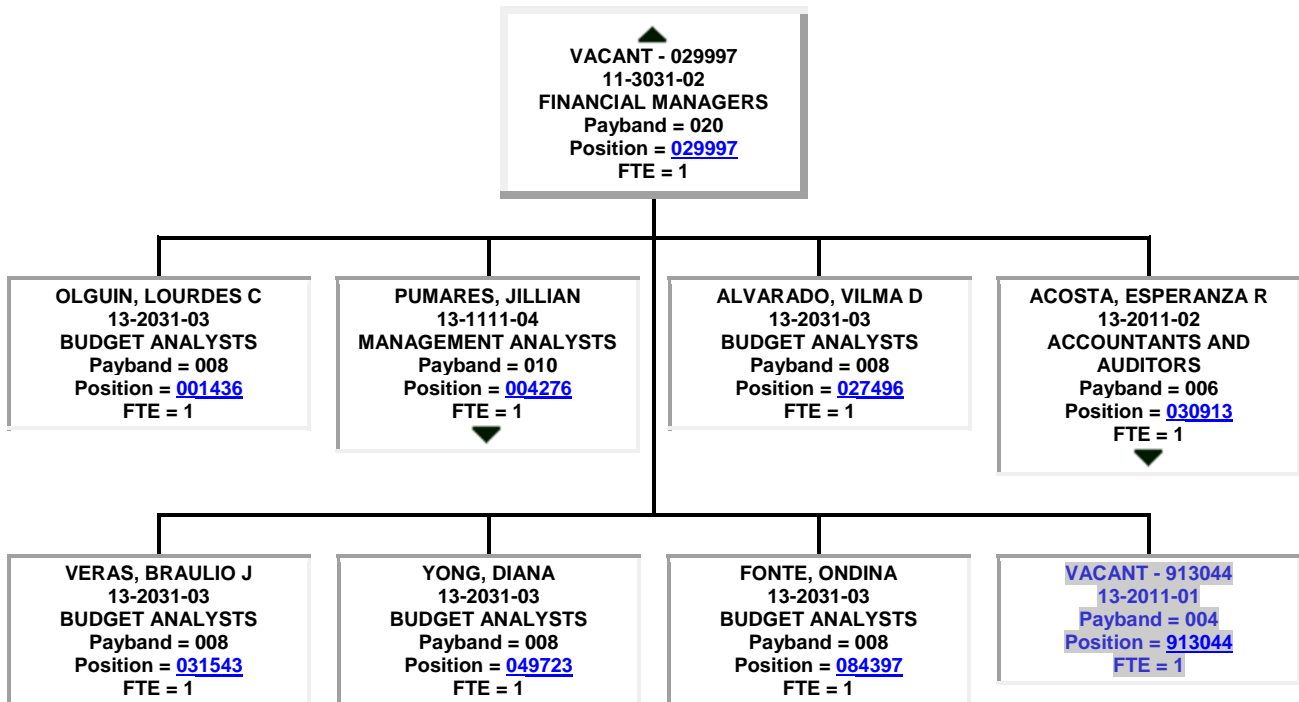 VACANT - 029997
11-3031-02
FINANCIAL MANAGERS
Payband = 020
Position = 029997
FTE = 1
OLGUIN, LOURDES C
13-2031-03
BUDGET ANALYSTS
Payband = 008
Position = 001436
FTE = 1
PUMARES, JILLIAN
13-1111-04
MANAGEMENT ANALYSTS
Payband = 010
Position = 004276
FTE = 1
ALVARADO, VILMA D
13-2031-03
BUDGET ANALYSTS
Payband = 008
Position = 027496
FTE = 1
ACOSTA, ESPERANZA R
13-2011-02
ACCOUNTANTS AND
AUDITORS
Payband = 006
Position = 030913
FTE = 1
VERAS, BRAULIO J
13-2031-03
BUDGET ANALYSTS
Payband = 008
Position = 031543
FTE = 1
YONG, DIANA
13-2031-03
BUDGET ANALYSTS
Payband = 008
Position = 049723
FTE = 1
FONTE, ONDINA
13-2031-03
BUDGET ANALYSTS
Payband = 008
Position = 084397
FTE = 1
VACANT - 913044
13-2011-01
Payband = 004
Position = 913044
FTE = 1